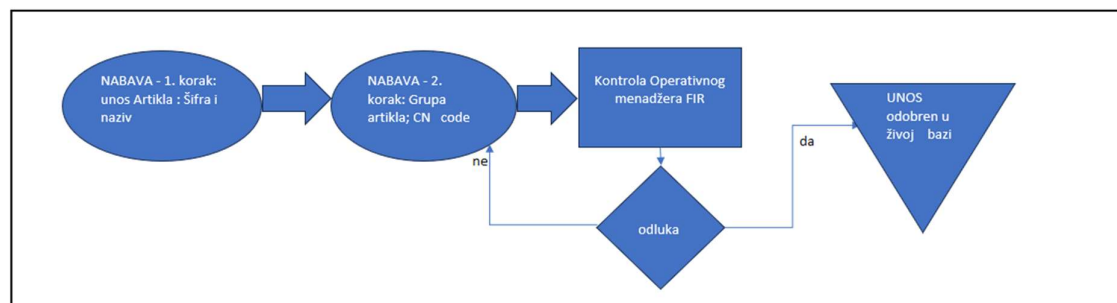 NABAVA - 1. korak:
unos Artikla : Šifra i
naziv
NABAVA - 2.
korak: Grupa
artikla; CN code
Kontrola Operativnog
menadžera FIR
UNOS
odobren u
živoj bazi
ne
da
odluka